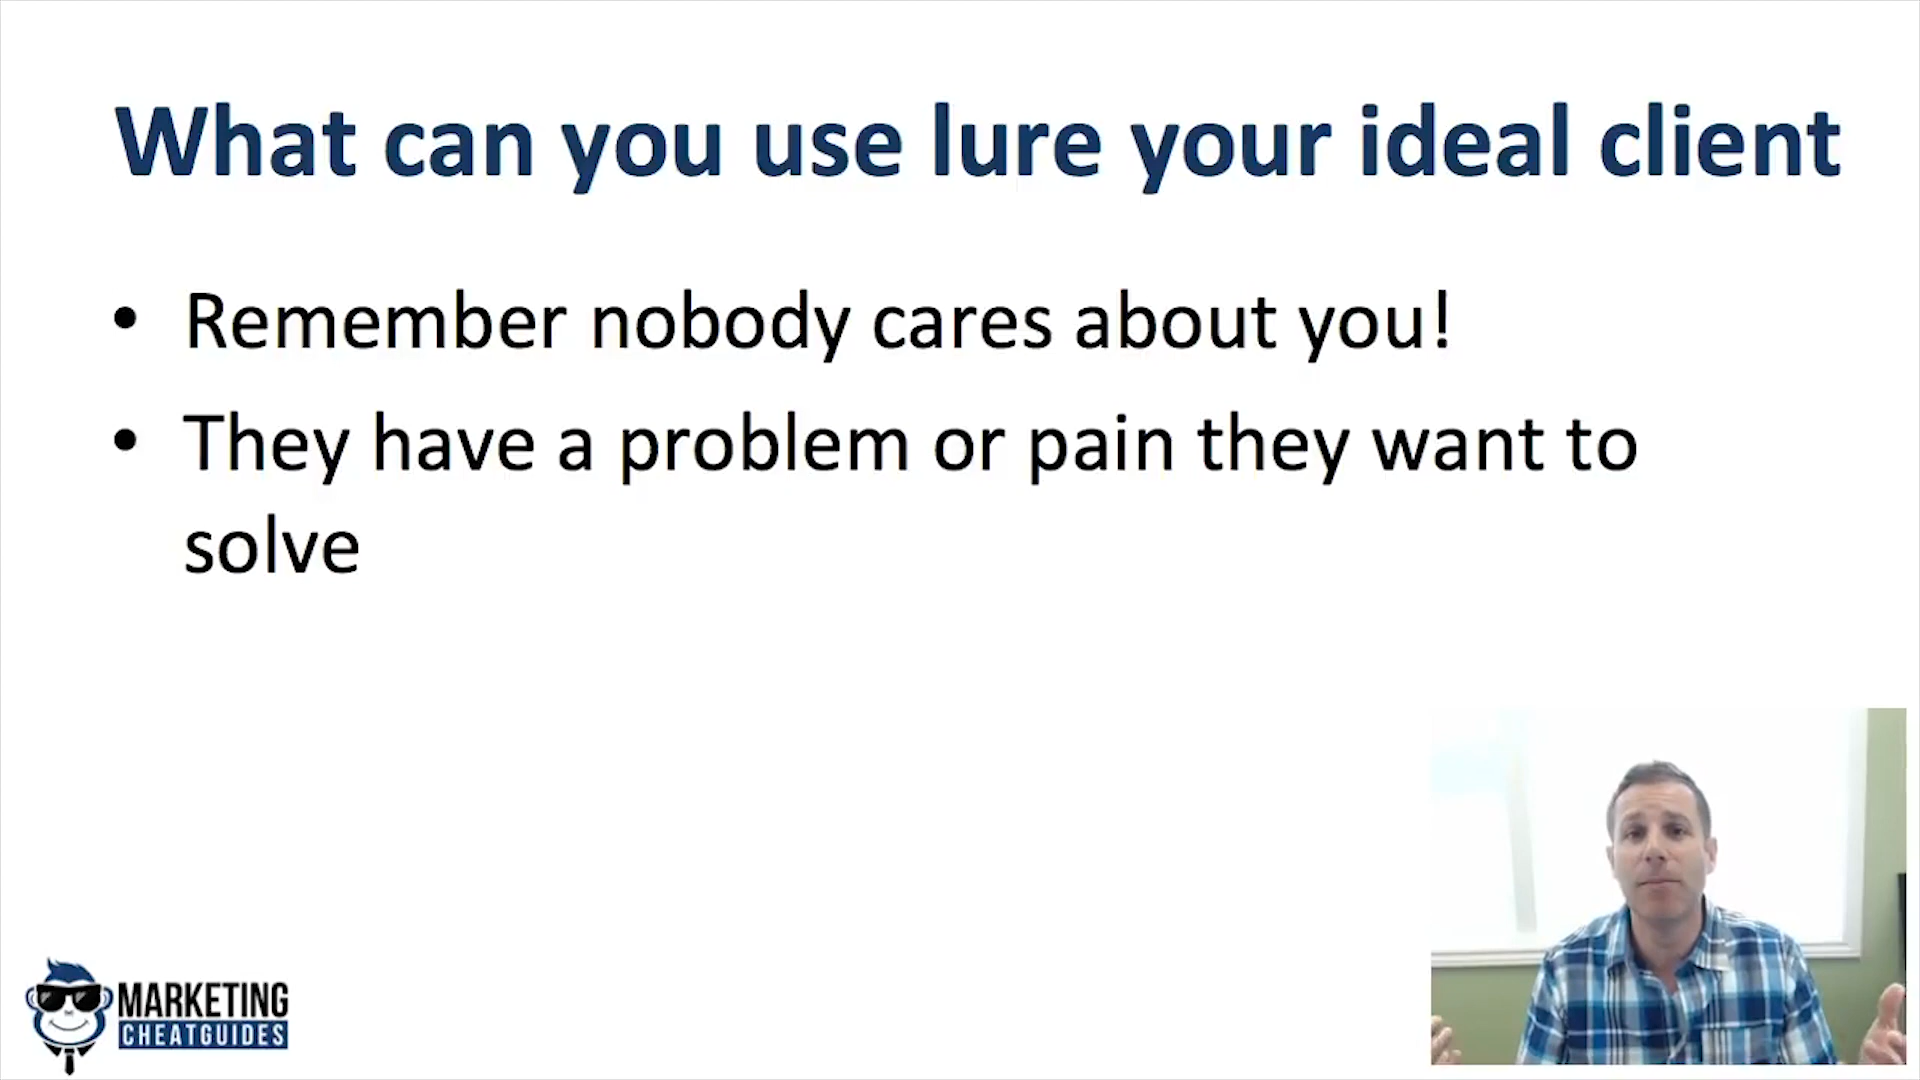 What can you use lure your ideal client
• Remember nobody cares about you!
• They have a problem or pain they want to
solve
MARKETING
CHEATGUIDES